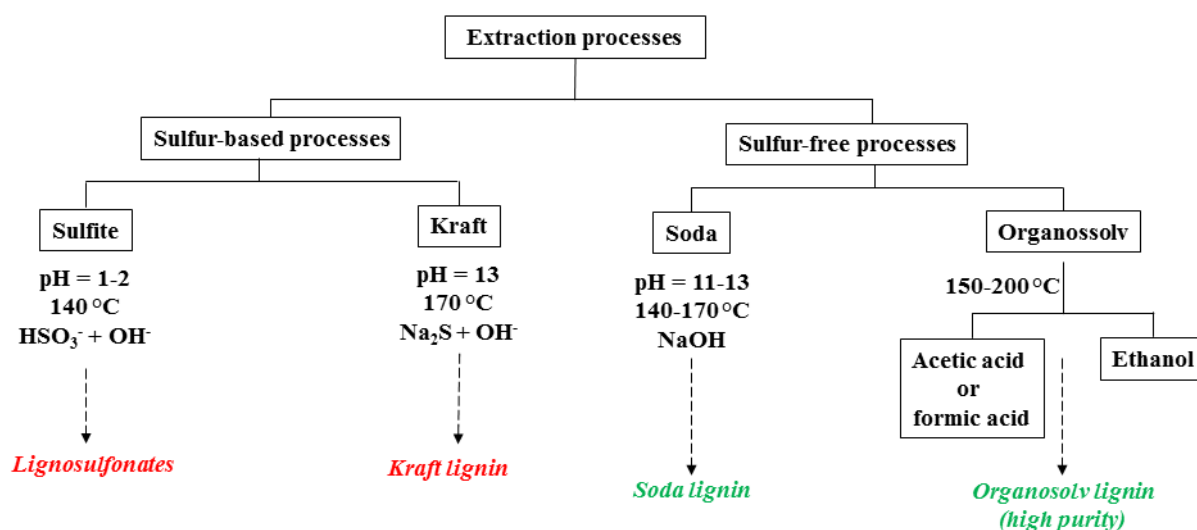 Extraction processes
Sulfur-based processes
Sulfur-free processes
Sulfite
pH = 1-2
140 °C
HSO₃⁻ + OH⁻
Lignosulfonates
Kraft
pH = 13
170 °C
Na₂S + OH⁻
Kraft lignin
Soda
pH = 11-13
140-170°C
NaOH
Soda lignin
Organossolv
150-200°C
Acetic acid
or
formic acid
Ethanol
Organosolv lignin
(high purity)